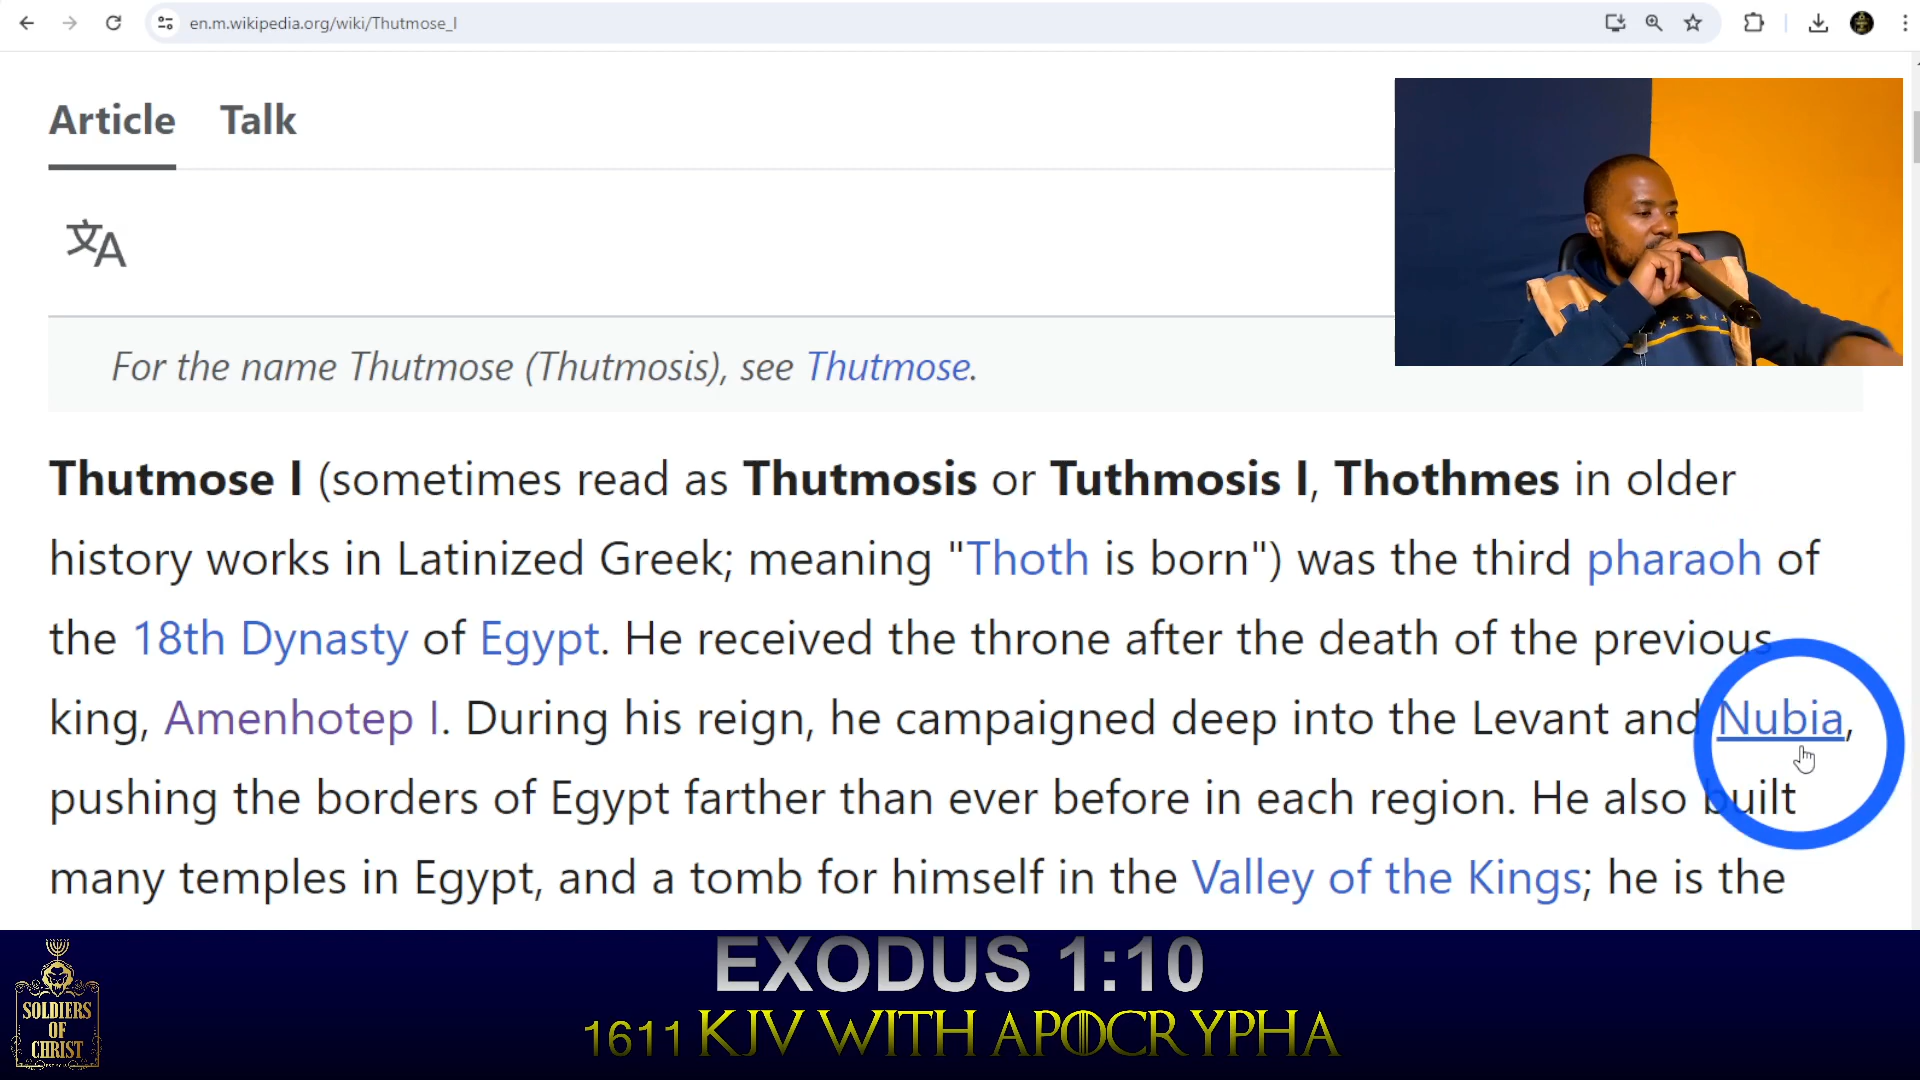 en.m.wikipedia.org/wiki/Thutmose_I
Article Talk
文A
For the name Thutmose (Thutmosis), see Thutmose.
Thutmose I (sometimes read as Thutmosis or Tuthmosis I, Thothmes in older
history works in Latinized Greek; meaning "Thoth is born") was the third pharaoh of
the 18th Dynasty of Egypt. He received the throne after the death of the previous
king, Amenhotep I. During his reign, he campaigned deep into the Levant and Nubia,
pushing the borders of Egypt farther than ever before in each region. He also built
many temples in Egypt, and a tomb for himself in the Valley of the Kings; he is the
EXODUS 1:10
1611 KJV WITH APOCRYPHA
SOLDIERS
OF
CHRIST